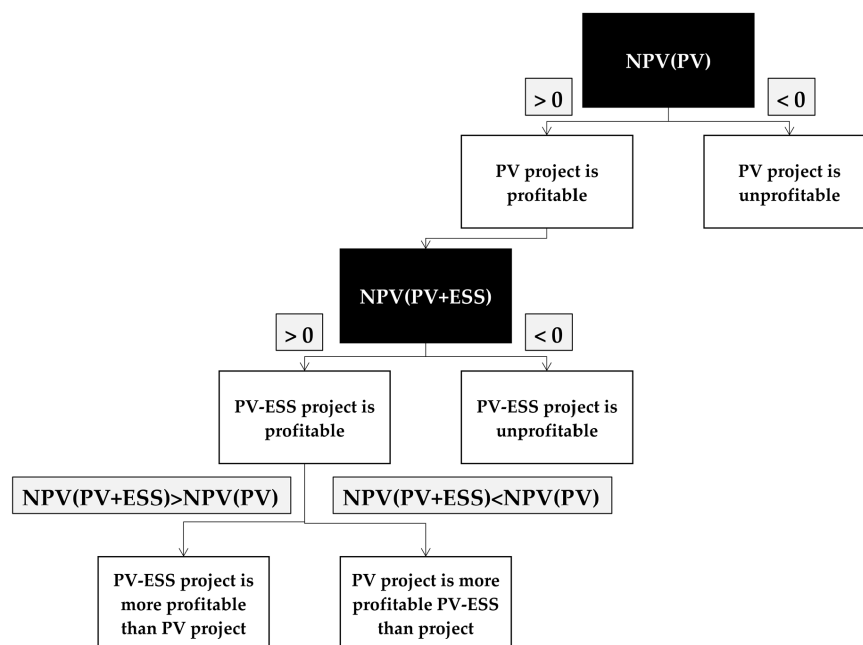 NPV(PV)
> 0
< 0
PV project is
profitable
PV project is
unprofitable
NPV(PV+ESS)
> 0
< 0
PV-ESS project is
profitable
PV-ESS project is
unprofitable
NPV(PV+ESS)>NPV(PV)
NPV(PV+ESS)<NPV(PV)
PV-ESS project is
more profitable
than PV project
PV project is more
profitable PV-ESS
than project